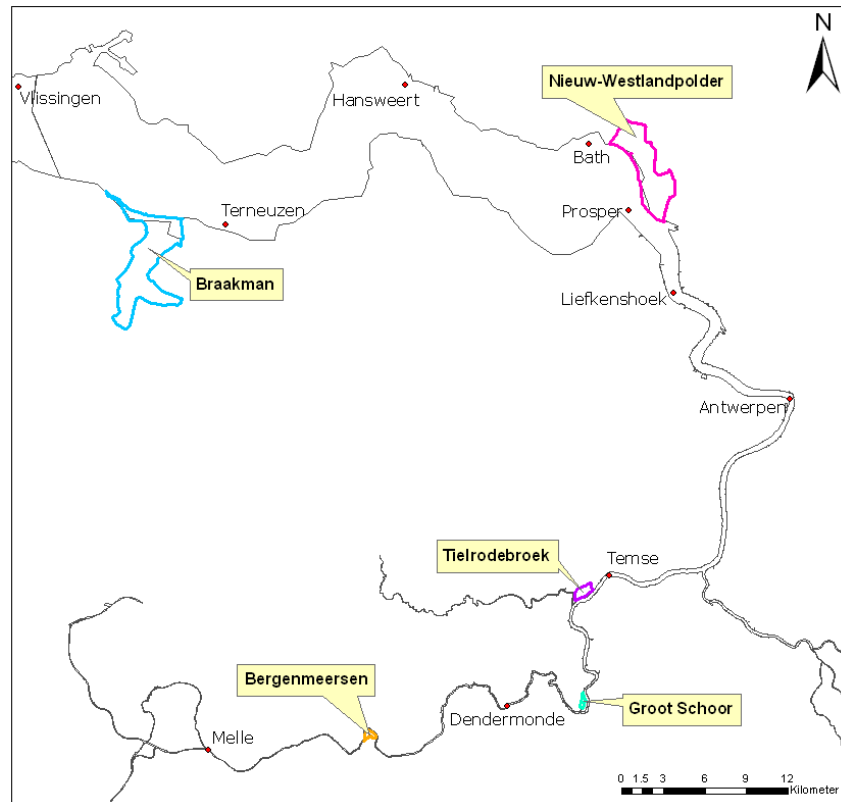 N
Vlissingen
Hansweert
Nieuw-Westlandpolder
Bath
Terneuzen
Prosper
Braakman
Liefkenshoek
Antwerpen
Tielrodebroek
Temse
Bergenmeersen
Dendermonde
Groot Schoor
Melle
0 1.5 3 6 9 12
Kilometer